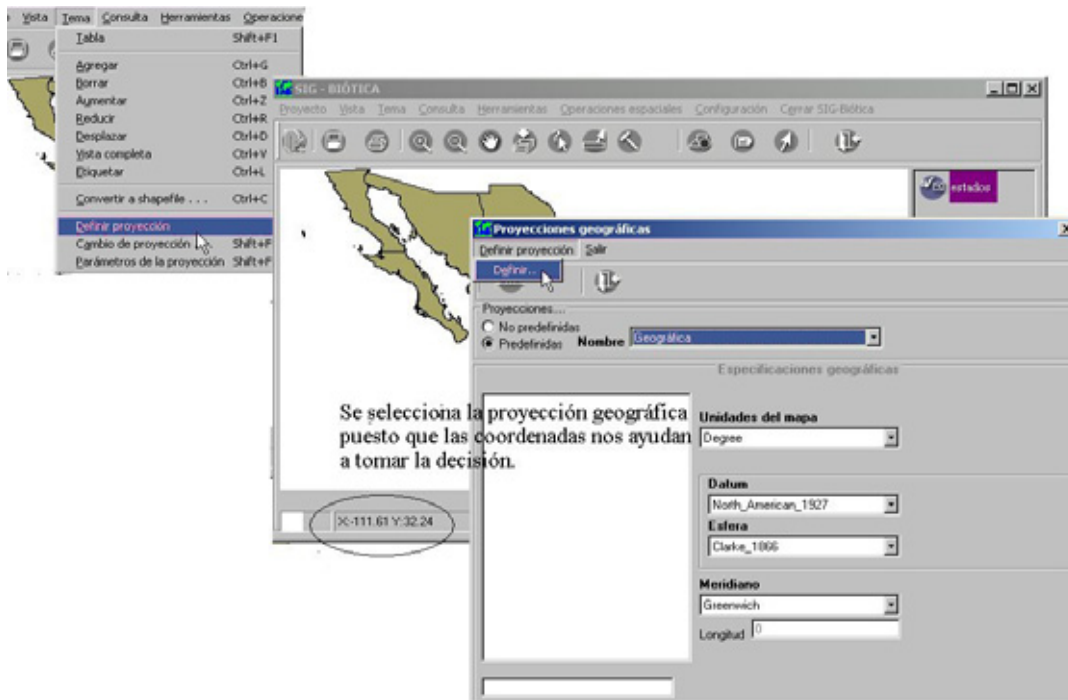 Vista Tema Consulta Herramientas Operacione
Tabla Shift+F1
Agregar Ctrl+G
Borrar Ctrl+B
Aumentar Ctrl+Z
Reducir Ctrl+R
Desplazar Ctrl+D
Vista completa Ctrl+V
Etiquetar Ctrl+L
Convertir a shapefile . . . Ctrl+C
Definir proyección
Cambio de proyección Shift+F
Parámetros de la proyección Shift+F
SIG - BIÓTICA
Proyecto Vista Tema Consulta Herramientas Operaciones espaciales Configuración Cerrar SIG-Biótica
estados
Proyecciones geográficas
Definir proyección Salir
Definir...
Proyecciones...
No predefinidas
Predefinidas Nombre Geográfica
Especificaciones geográficas
Se selecciona la proyección geográfica
puesto que las coordenadas nos ayudan
a tomar la decisión.
Unidades del mapa
Degree
Datum
North_American_1927
Esfera
Clarke_1866
Meridiano
Greenwich
Longitud 0
X:-111.61 Y:32.24